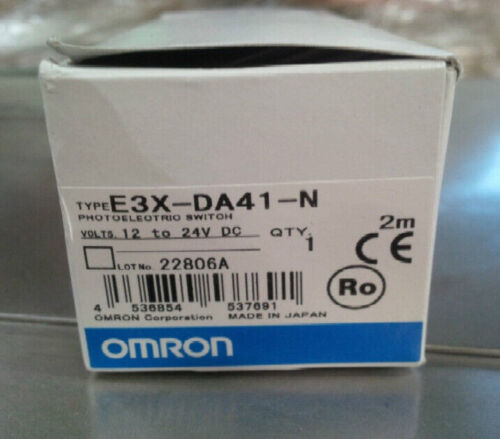 TYPE E3X-DA41-N
PHOTOELECTRIC SWITCH
2m
VOLTS. 12 to 24V DC QTY. 1
CE
LOT No. 22806A
Ro
4 536854 537691
OMRON Corporation MADE IN JAPAN
OMRON